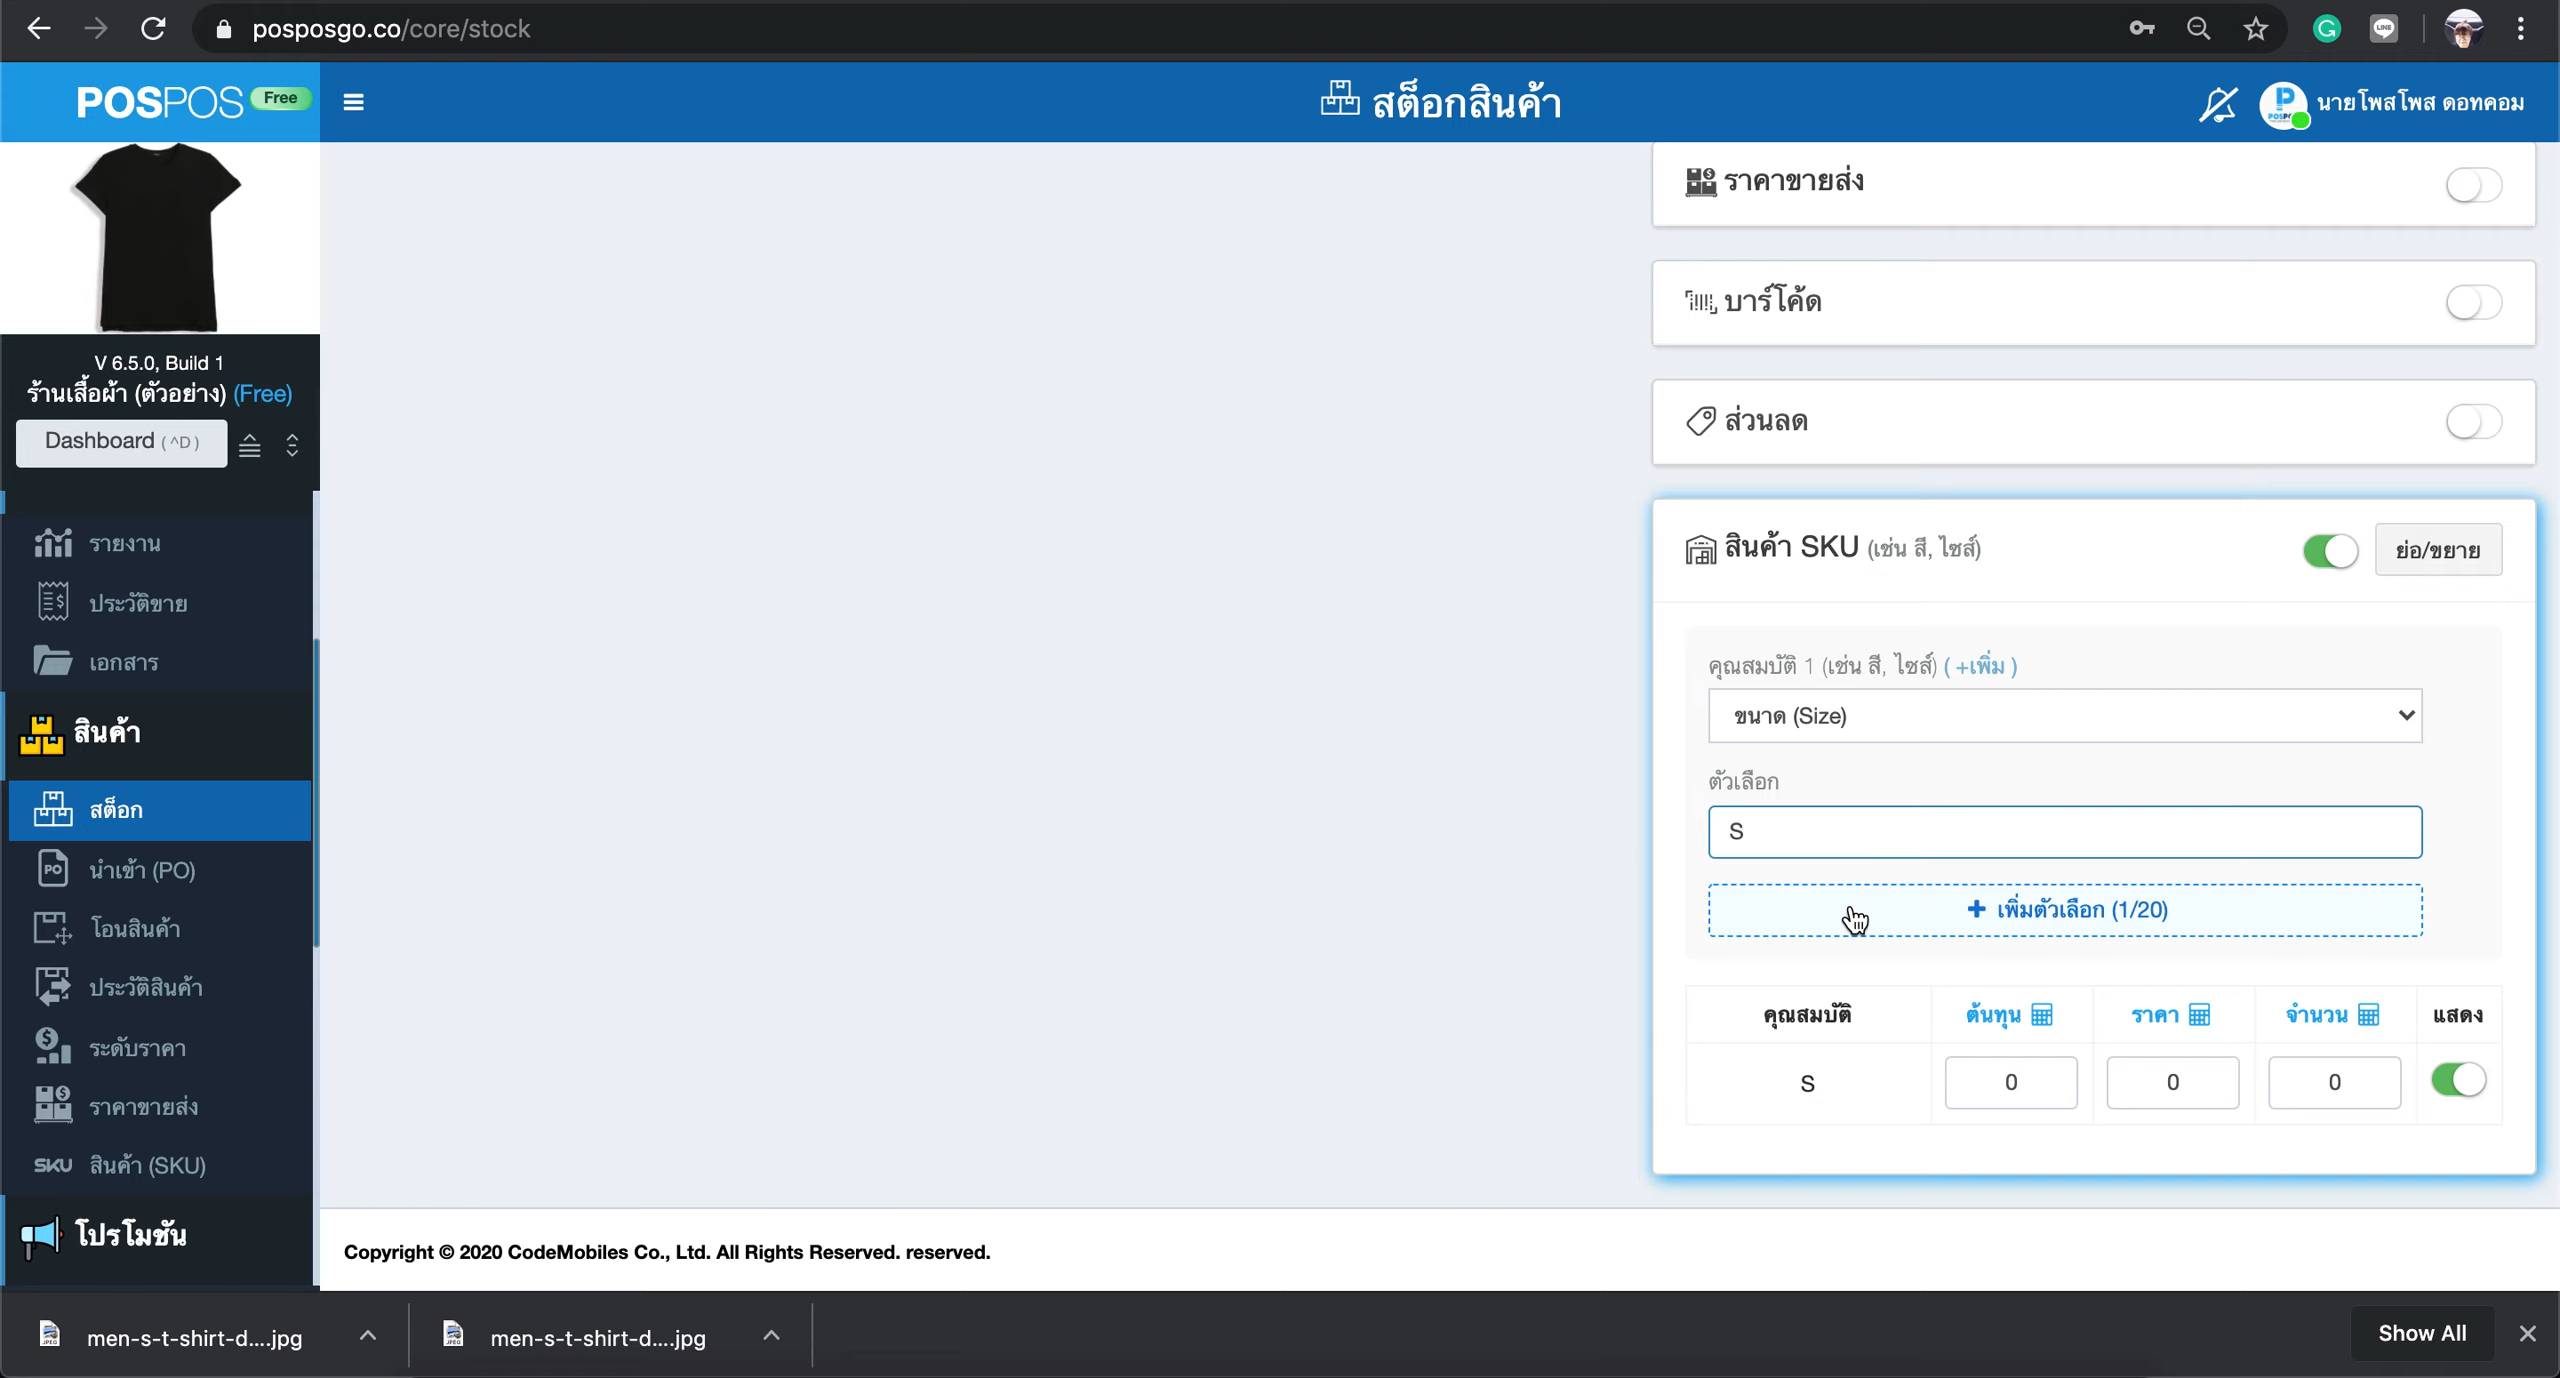 posposgo.co/core/stock
LINE
POSPOS Free
สต็อกสินค้า
นายโพสโพส ดอทคอม
V 6.5.0, Build 1
ร้านเสื้อผ้า (ตัวอย่าง) (Free)
Dashboard (^D)
รายงาน
ประวัติขาย
เอกสาร
สินค้า
สต็อก
PO นำเข้า (PO)
โอนสินค้า
ประวัติสินค้า
ระดับราคา
ราคาขายส่ง
SKU สินค้า (SKU)
โปรโมชัน
ราคาขายส่ง
บาร์โค้ด
ส่วนลด
สินค้า SKU (เช่น สี, ไซส์)
ย่อ/ขยาย
คุณสมบัติ 1 (เช่น สี, ไซส์) ( +เพิ่ม )
ขนาด (Size)
ตัวเลือก
S
+ เพิ่มตัวเลือก (1/20)
คุณสมบัติ ต้นทุน ราคา จำนวน แสดง
S 0 0 0
Copyright © 2020 CodeMobiles Co., Ltd. All Rights Reserved. reserved.
men-s-t-shirt-d....jpg
men-s-t-shirt-d....jpg
Show All